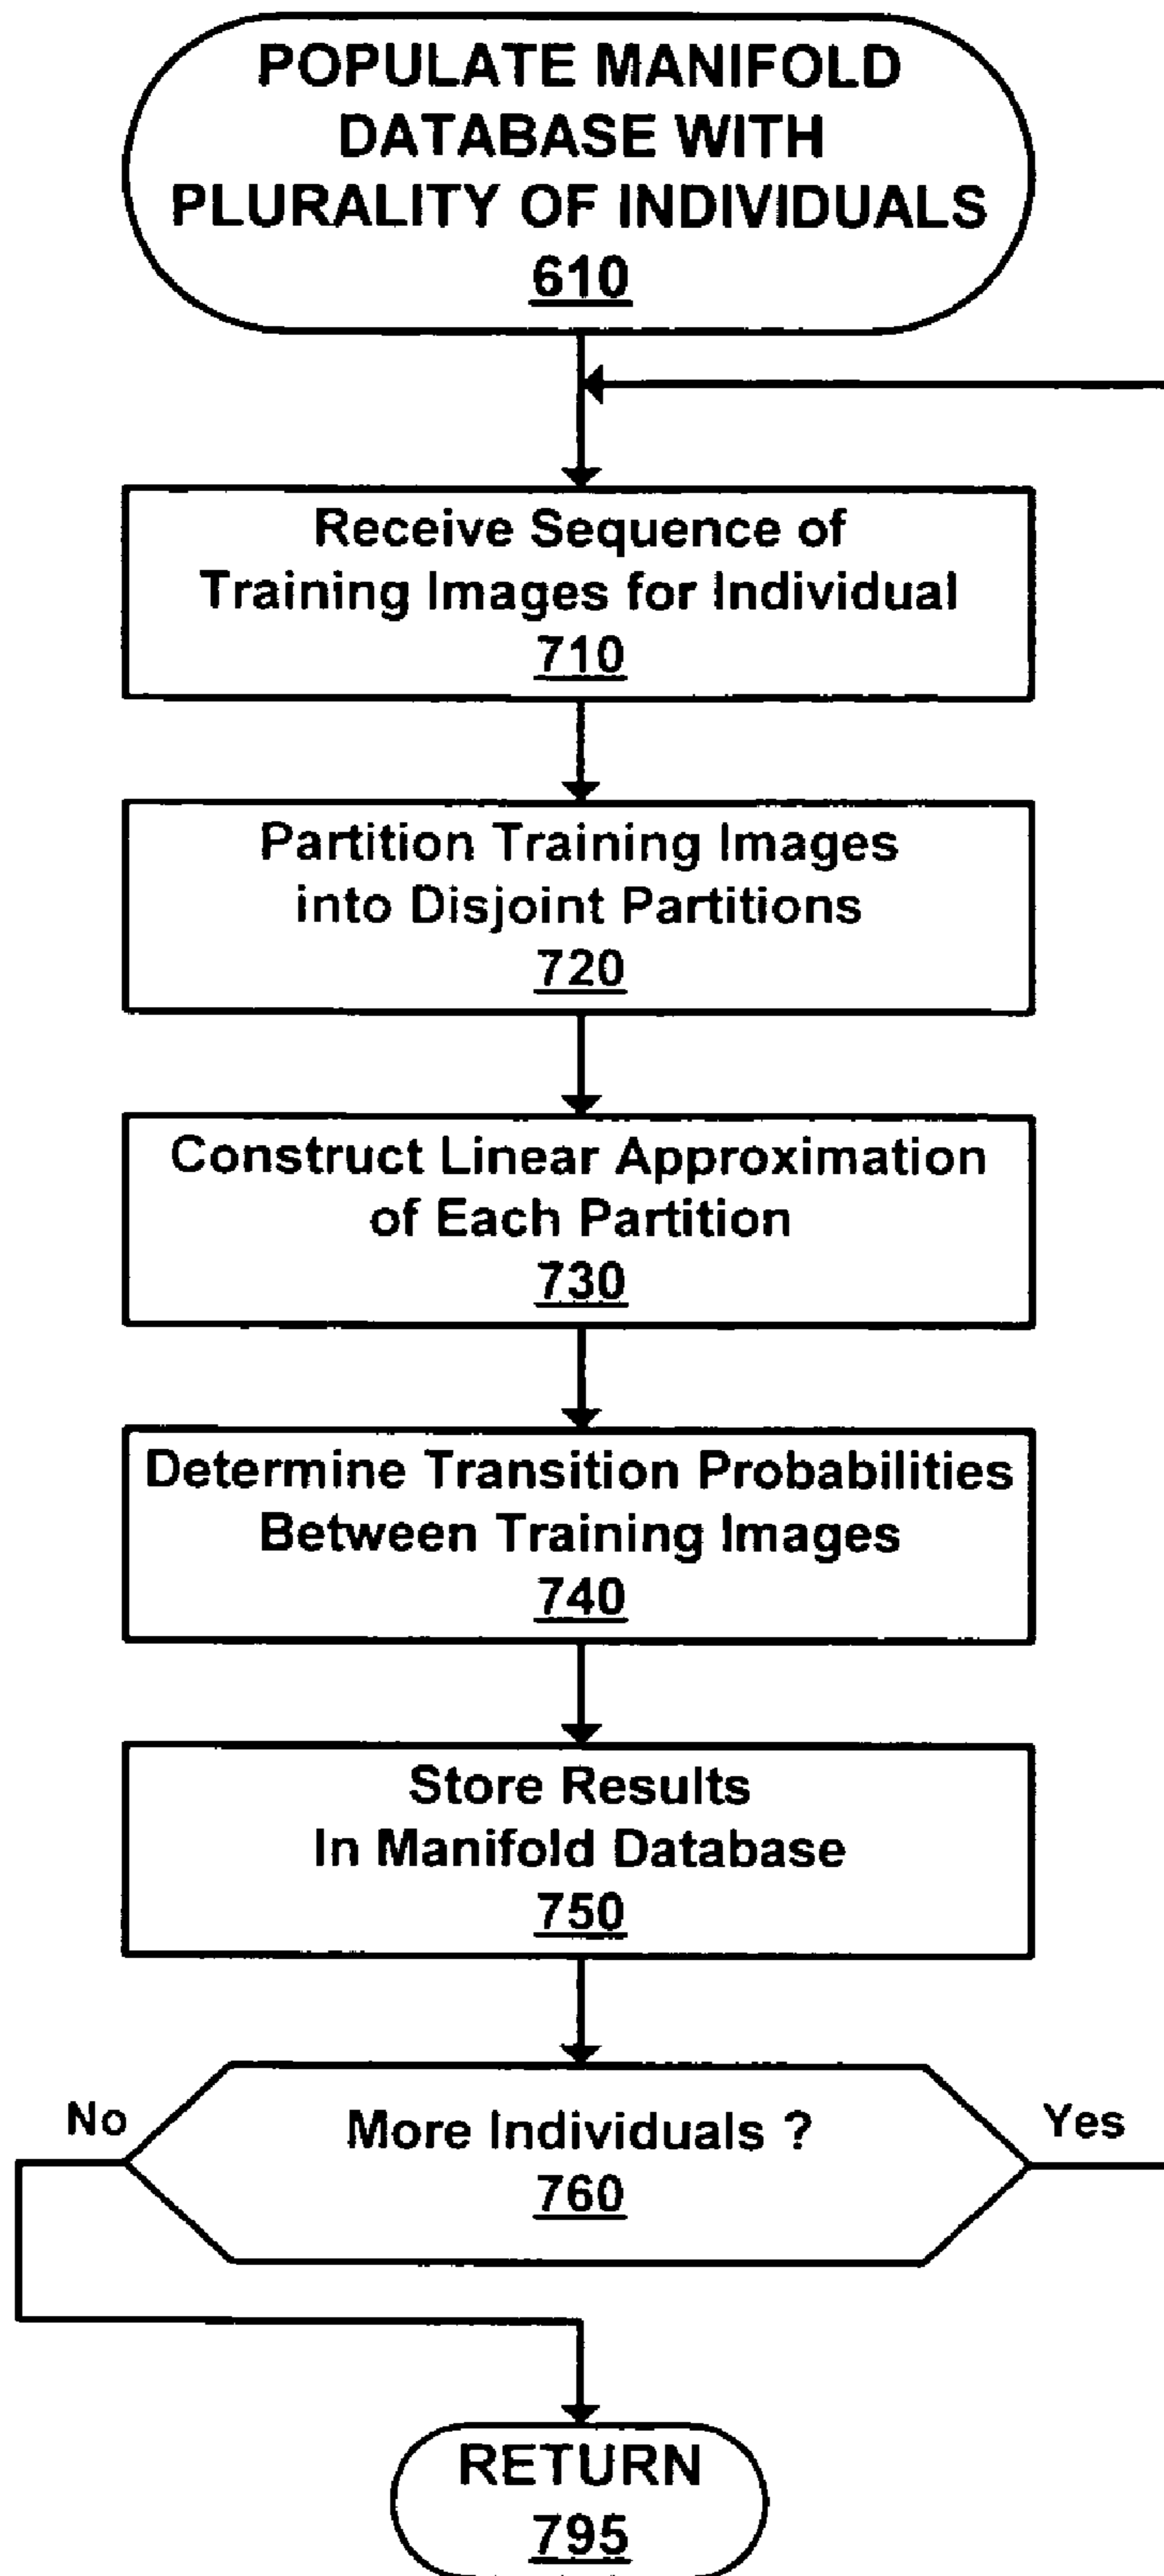 POPULATE MANIFOLD
DATABASE WITH
PLURALITY OF INDIVIDUALS
610
Receive Sequence of
Training Images for Individual
710
Partition Training Images
into Disjoint Partitions
720
Construct Linear Approximation
of Each Partition
730
Determine Transition Probabilities
Between Training Images
740
Store Results
In Manifold Database
750
No
More Individuals ?
Yes
760
RETURN
795